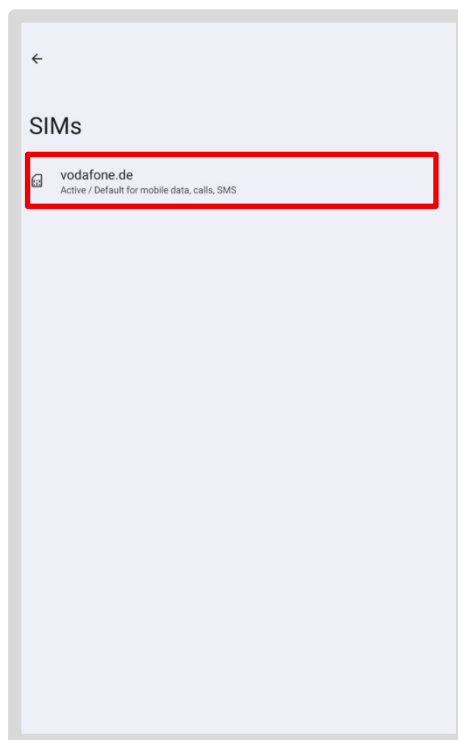 SIMs
vodafone.de
Active / Default for mobile data, calls, SMS